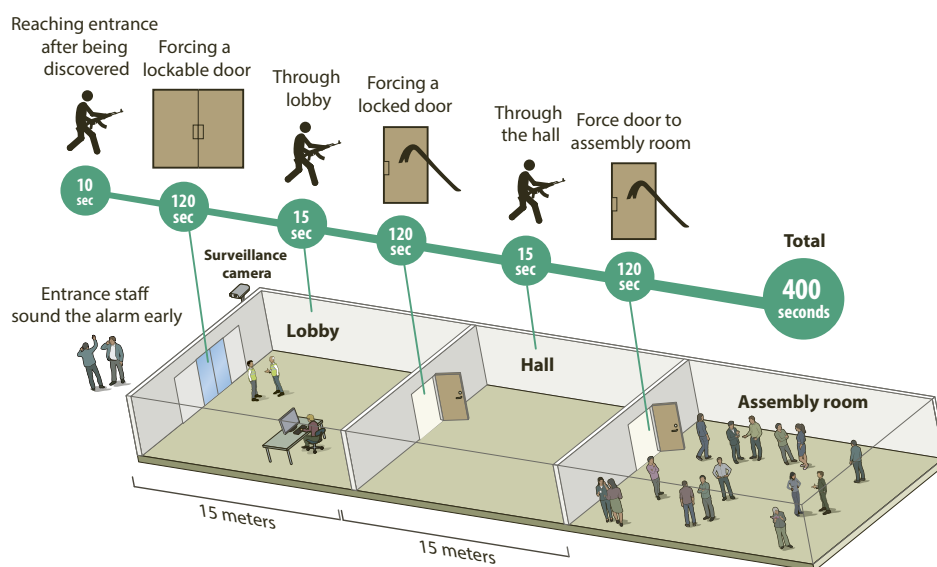 Reaching entrance
after being
discovered
Forcing a
lockable door
Through
lobby
Forcing a
locked door
Through
the hall
Force door to
assembly room
10
sec
120
sec
15
sec
120
sec
15
sec
120
sec
Total
400
seconds
Surveillance
camera
Entrance staff
sound the alarm early
Lobby
Hall
Assembly room
15 meters
15 meters